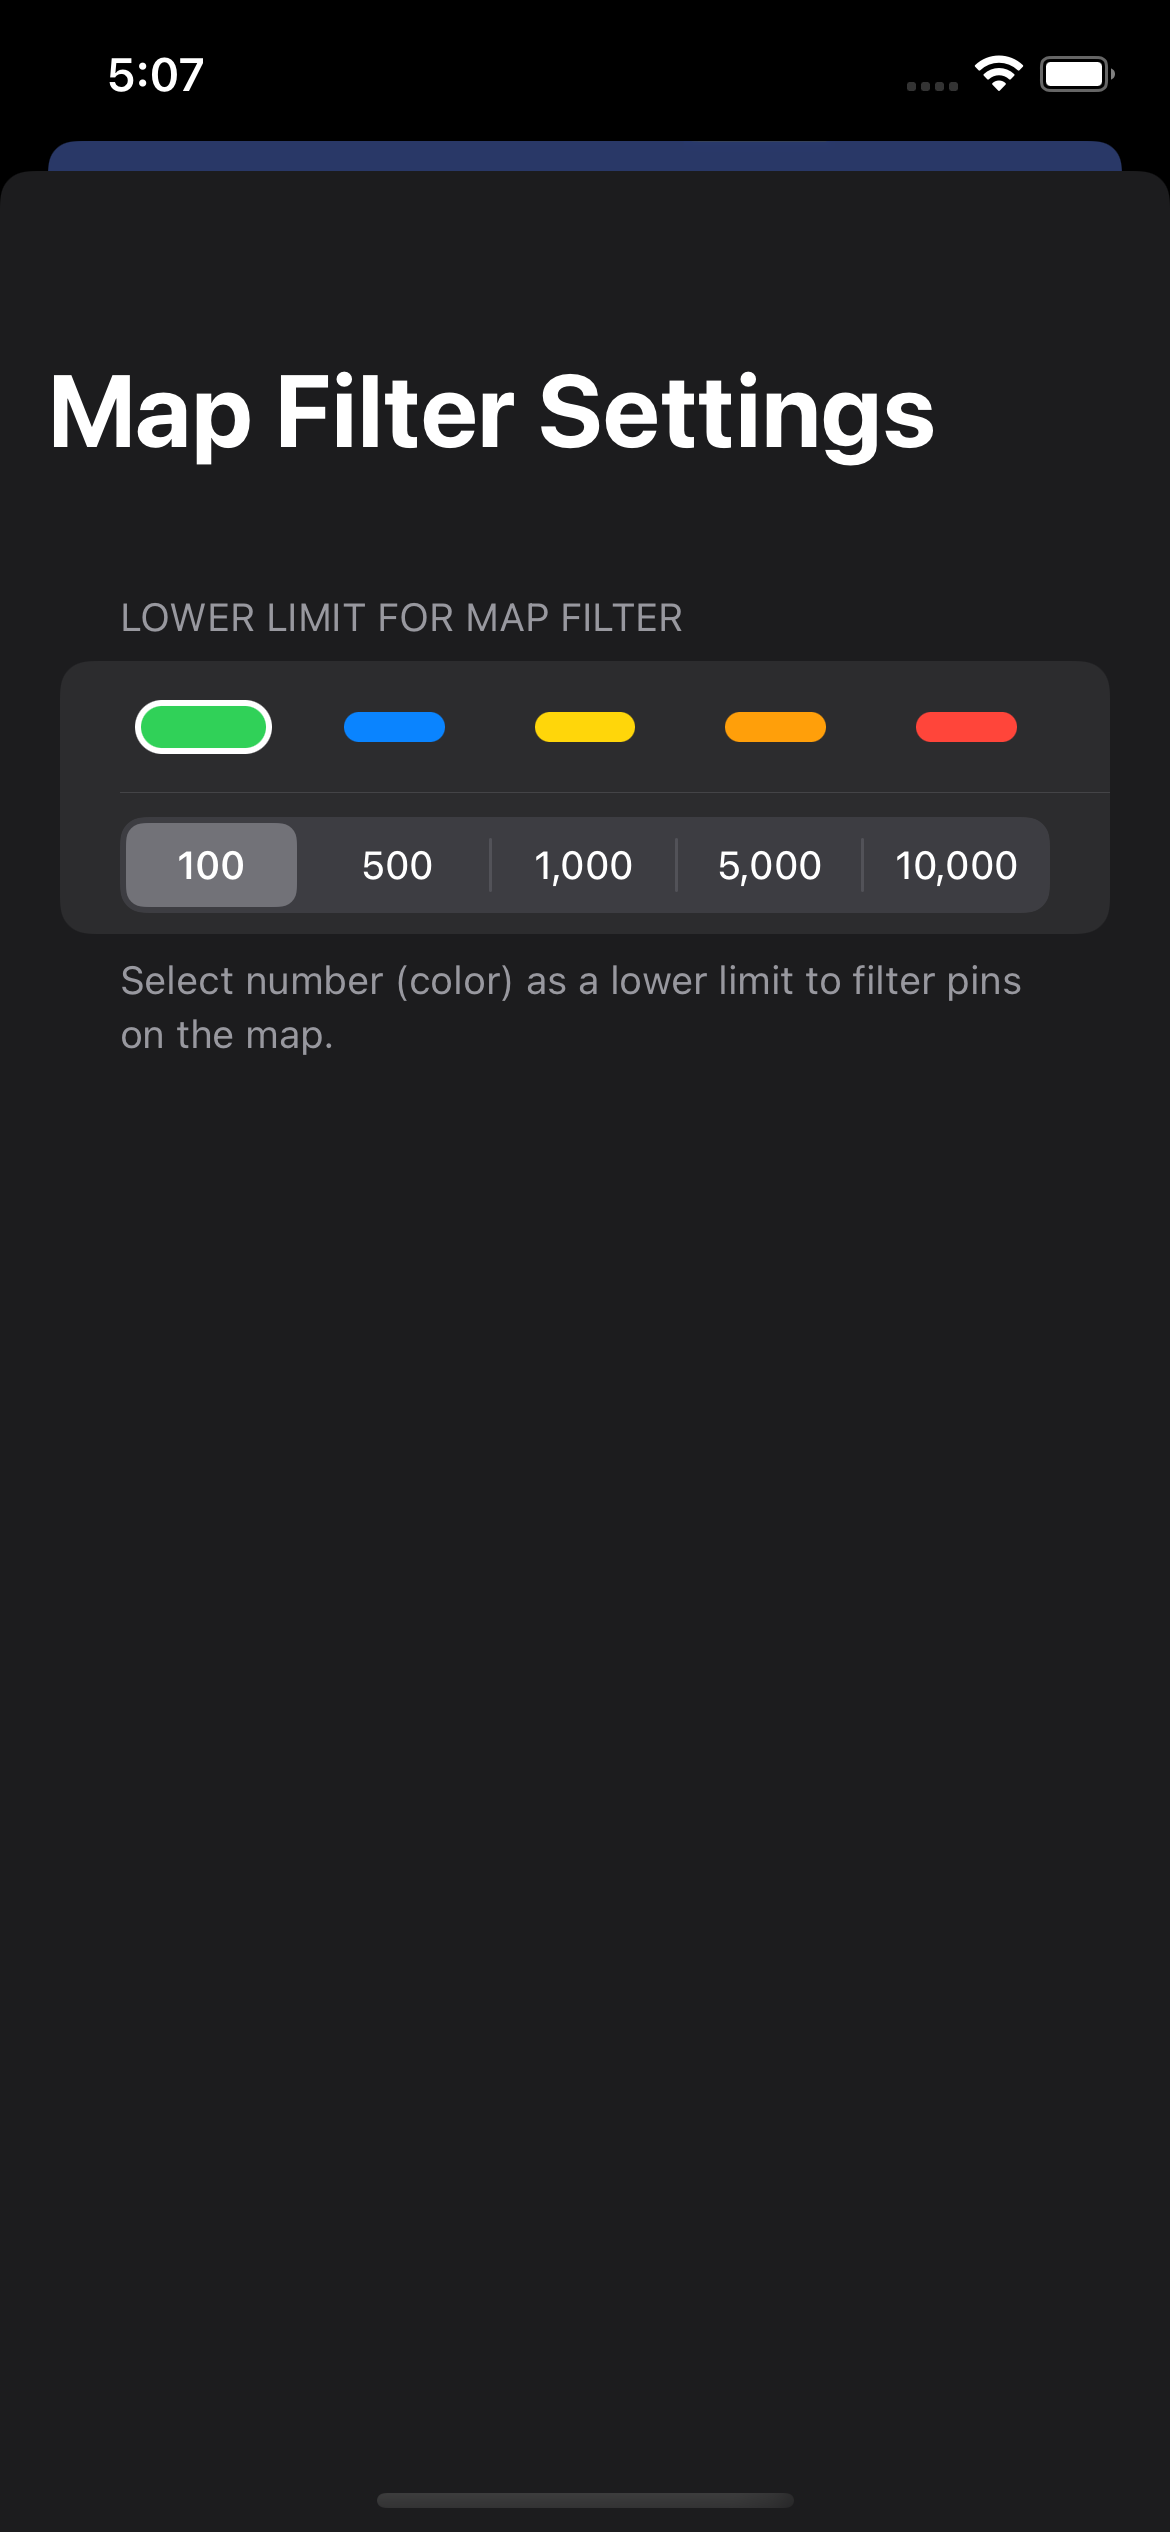 5:07
Map Filter Settings
LOWER LIMIT FOR MAP FILTER
100 500 1,000 5,000 10,000
Select number (color) as a lower limit to filter pins
on the map.